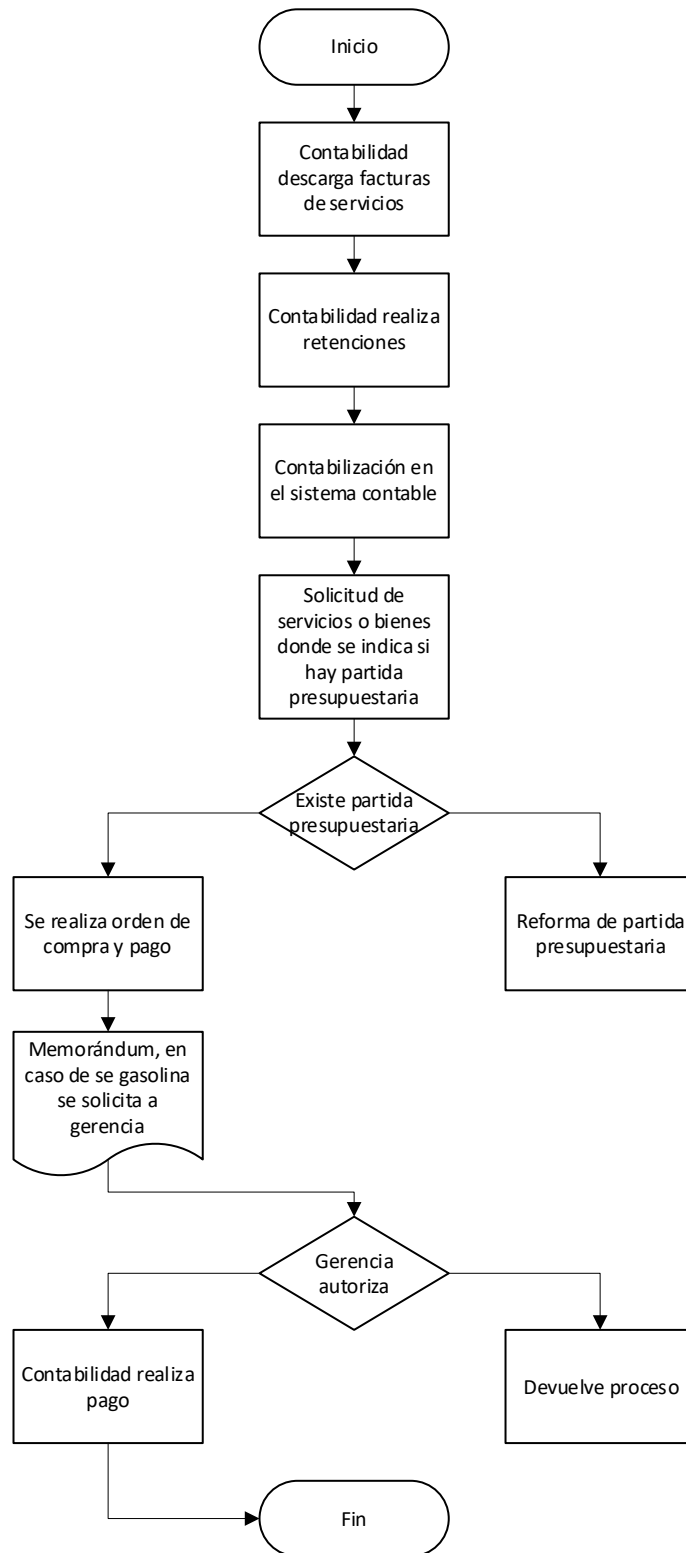 Inicio
Contabilidad
descarga facturas
de servicios
Contabilidad realiza
retenciones
Contabilización en
el sistema contable
Solicitud de
servicios o bienes
donde se indica si
hay partida
presupuestaria
Existe partida
presupuestaria
Se realiza orden de
compra y pago
Reforma de partida
presupuestaria
Memorándum, en
caso de se gasolina
se solicita a
gerencia
Gerencia
autoriza
Contabilidad realiza
pago
Devuelve proceso
Fin